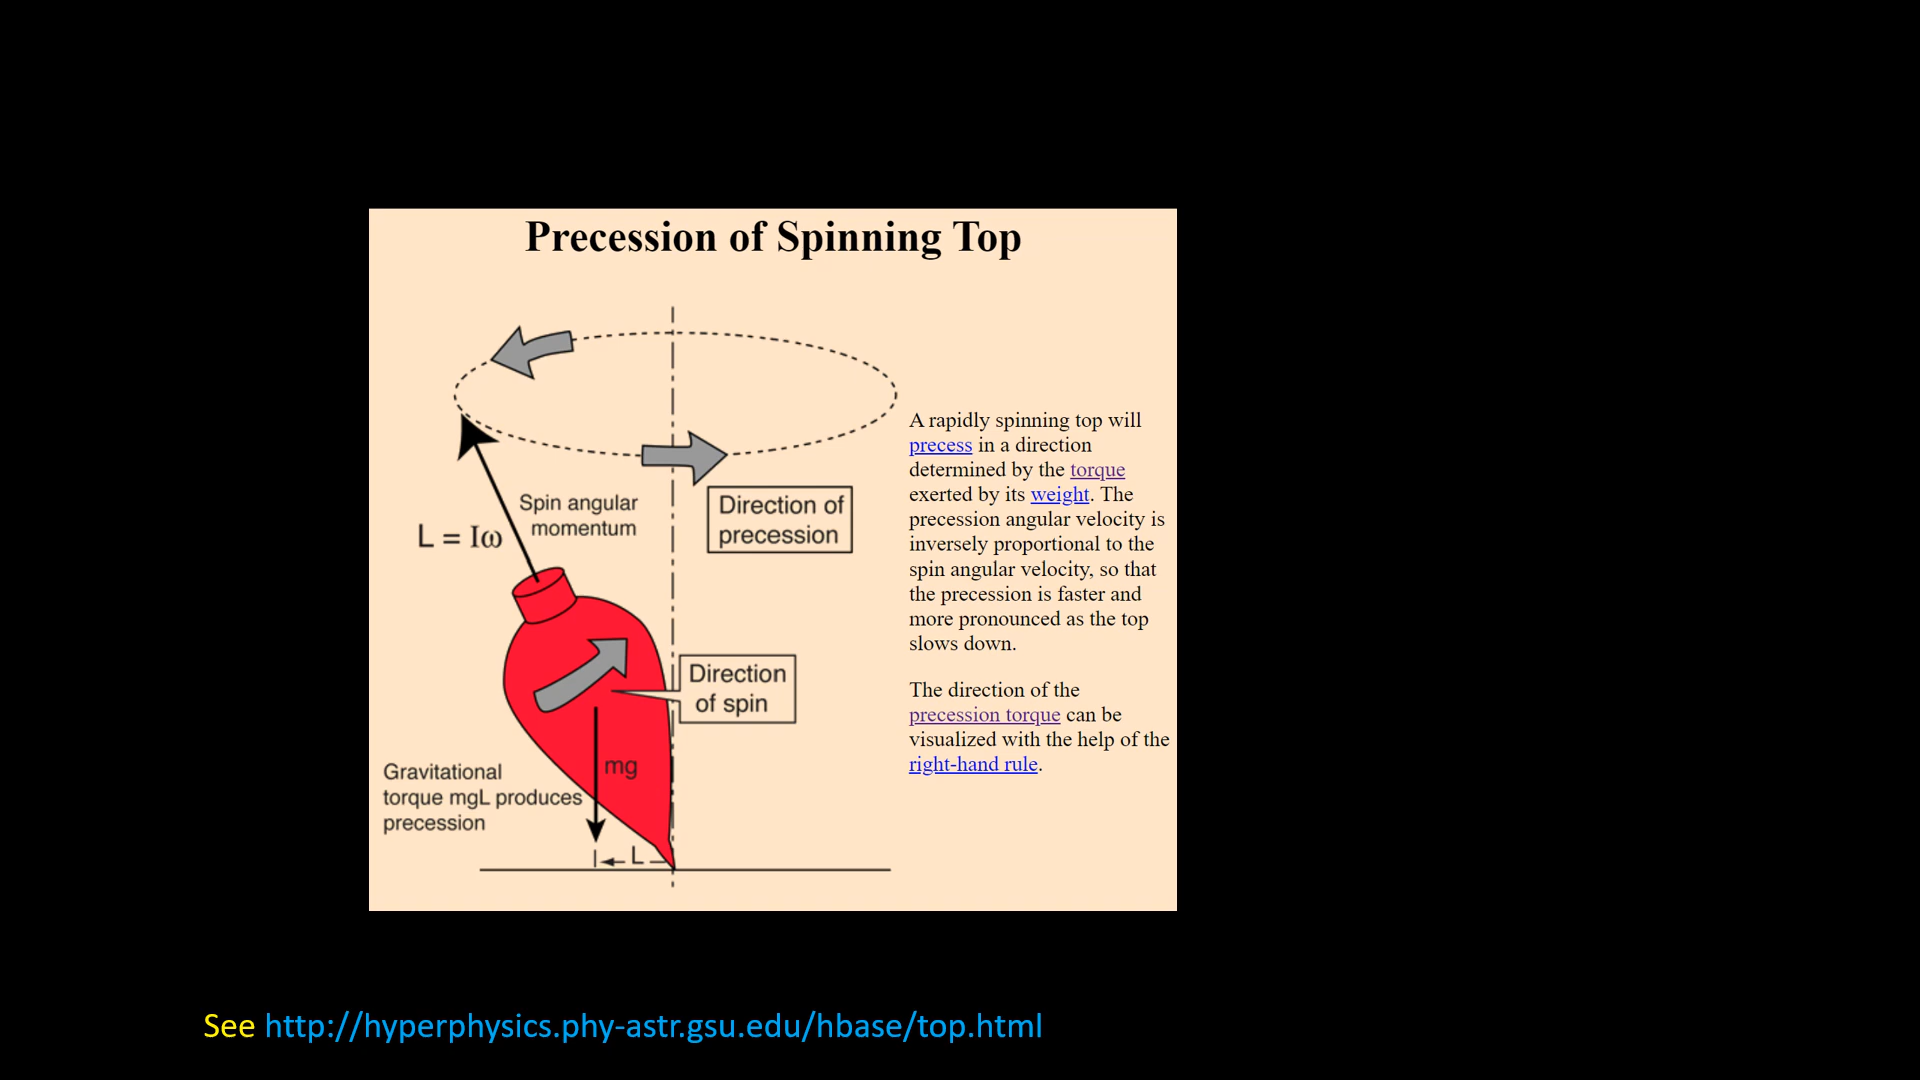 Precession of Spinning Top
Spin angular
momentum
L = Iω
Direction of
precession
Direction
of spin
mg
Gravitational
torque mgL produces
precession
L
A rapidly spinning top will
precess in a direction
determined by the torque
exerted by its weight. The
precession angular velocity is
inversely proportional to the
spin angular velocity, so that
the precession is faster and
more pronounced as the top
slows down.
The direction of the
precession torque can be
visualized with the help of the
right-hand rule.
See http://hyperphysics.phy-astr.gsu.edu/hbase/top.html